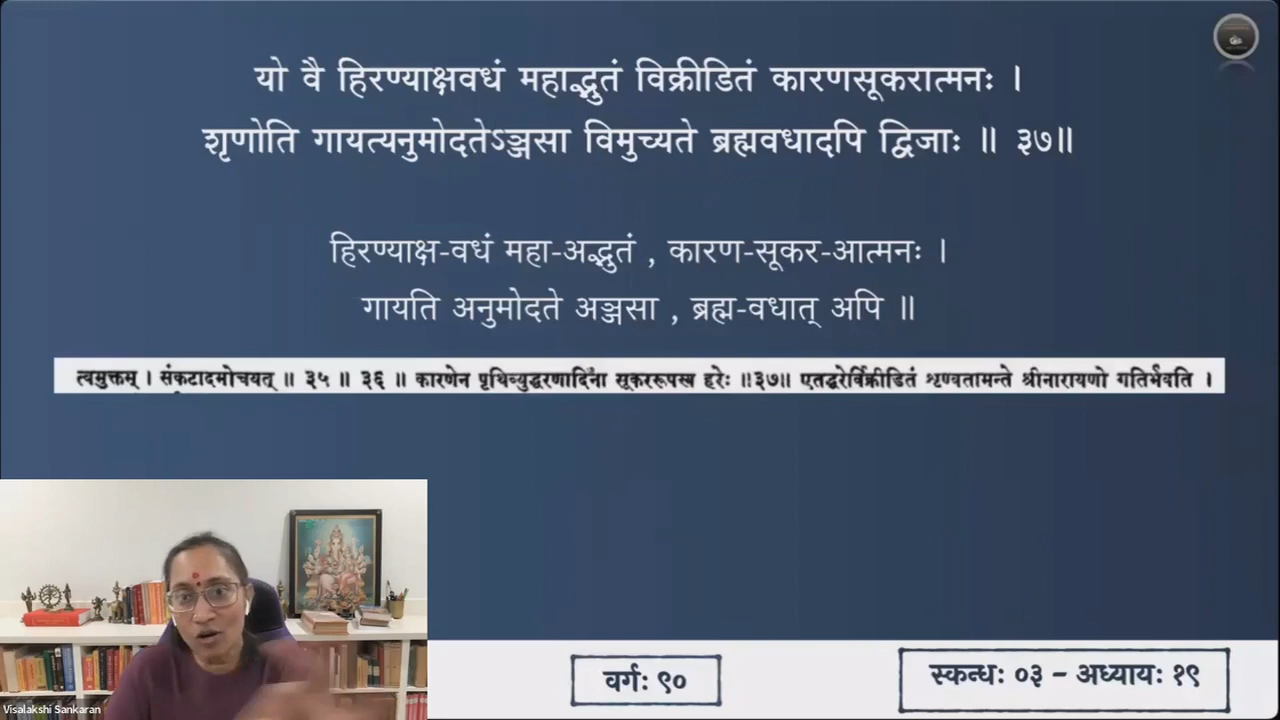 यो वै हिरण्याक्षवधं महाद्भुतं विक्रीडितं कारणसूकरात्मनः ।
शृणोति गायत्यनुमोदतेऽञ्जसा विमुच्यते ब्रह्मवधादपि द्विजाः ॥ ३७॥
हिरण्याक्ष-वधं महा-अद्भुतं , कारण-सूकर-आत्मनः ।
गायति अनुमोदते अञ्जसा , ब्रह्म-वधात् अपि ॥
त्वमुक्तम् । संकटादमोचयत् ॥ ३५ ॥ ३६ ॥ कारणेन पृथिव्युद्धरणादिना सूकररूपस्य हरेः ॥३७॥ एतद्धरेर्विक्रीडितं शृण्वतामन्ते श्रीनारायणो गतिर्भवति ।
Visalakshi Sankaran
वर्गः ९०
स्कन्धः ०३ – अध्यायः १९